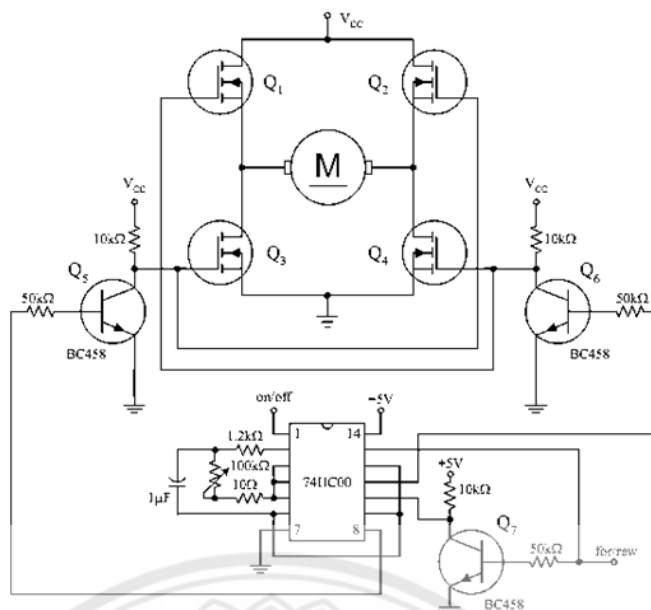 Vcc
Q1
Q2
M
Vcc
Vcc
10kΩ
10kΩ
Q3
Q4
Q5
Q6
50kΩ
50kΩ
BC458
BC458
on/off
+5V
1
14
1.2kΩ
100kΩ
74HC00
1μF
10Ω
+5V
10kΩ
Q7
7
8
50kΩ
for/rew
BC458